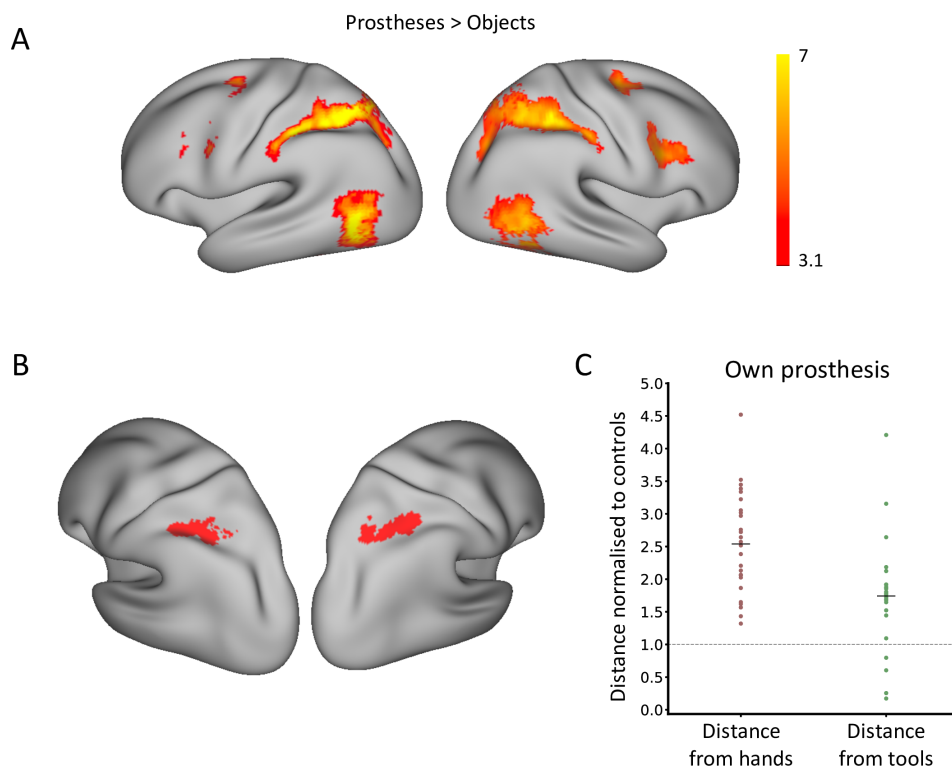 Prostheses > Objects
A
7
3.1
B
C
Own prosthesis
Distance normalised to controls
5.0
4.5
4.0
3.5
3.0
2.5
2.0
1.5
1.0
0.5
0.0
Distance
from hands
Distance
from tools